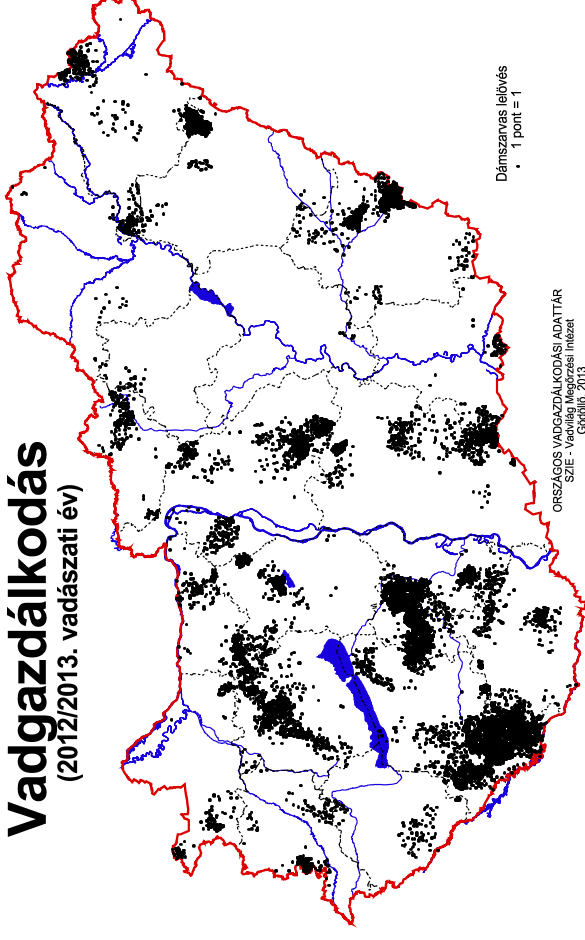 Vadgazdálkodás
(2012/2013. vadászati év)
Dámszarvas lelövés
• 1 pont = 1
ORSZÁGOS VADGAZDÁLKODÁSI ADATTÁR
SZIE - Vadvilág Megőrzési Intézet
Gödöllő, 2013